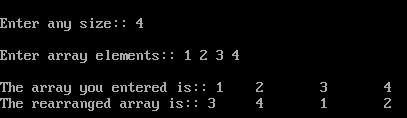 Enter any size:: 4
Enter array elements:: 1 2 3 4
The array you entered is:: 1 2 3 4
The rearranged array is:: 3 4 1 2